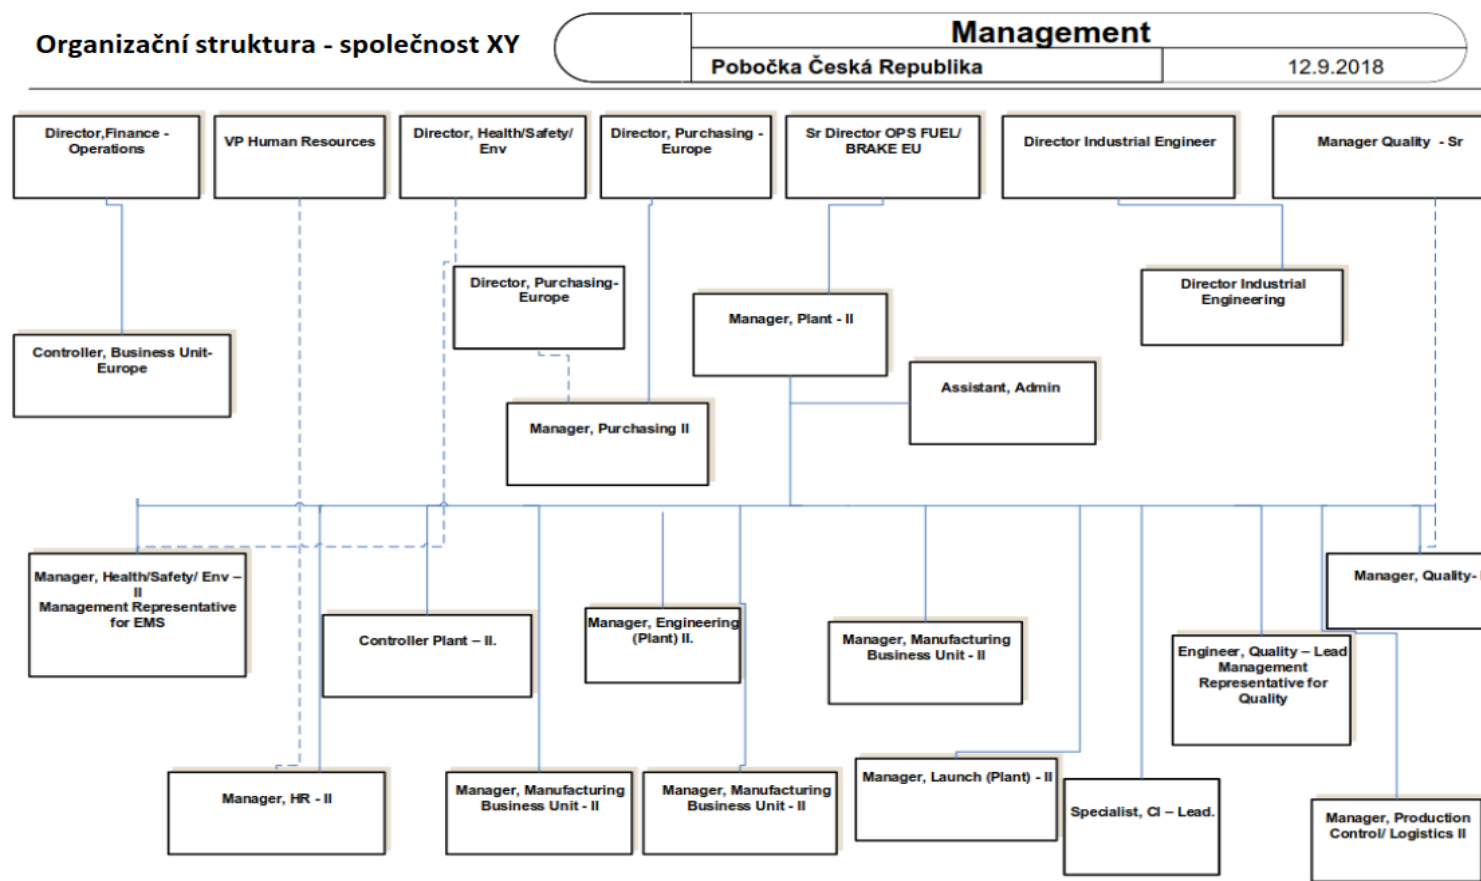 Organizační struktura - společnost XY
Management
Pobočka Česká Republika
12.9.2018
Director,Finance -
Operations
VP Human Resources
Director, Health/Safety/
Env
Director, Purchasing -
Europe
Sr Director OPS FUEL/
BRAKE EU
Director Industrial Engineer
Manager Quality - Sr
Director, Purchasing-
Europe
Manager, Plant - II
Director Industrial
Engineering
Controller, Business Unit-
Europe
Assistant, Admin
Manager, Purchasing II
Manager, Health/Safety/ Env –
II
Management Representative
for EMS
Controller Plant – II.
Manager, Engineering
(Plant) II.
Manager, Manufacturing
Business Unit - II
Engineer, Quality – Lead
Management
Representative for
Quality
Manager, Quality-
Manager, HR - II
Manager, Manufacturing
Business Unit - II
Manager, Manufacturing
Business Unit - II
Manager, Launch (Plant) - II
Specialist, CI – Lead.
Manager, Production
Control/ Logistics II